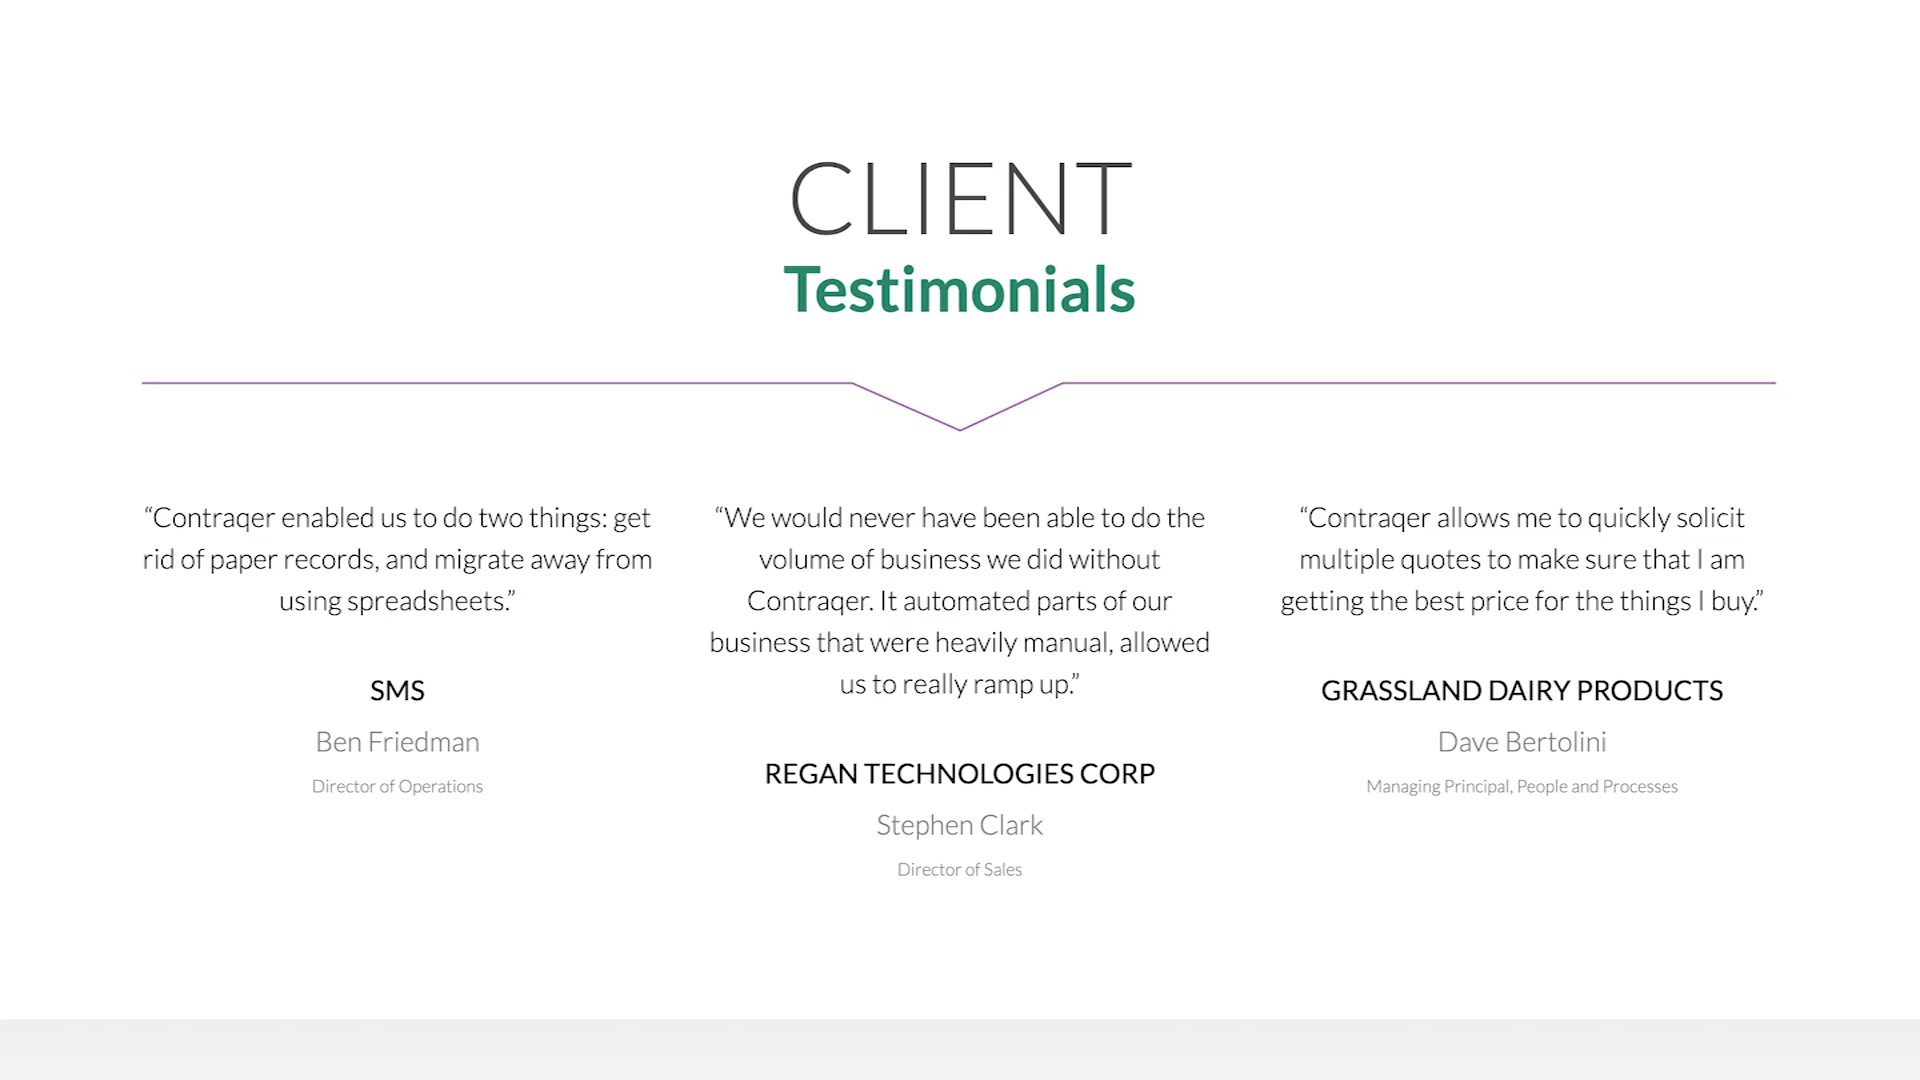 CLIENT
Testimonials
“Contraqer enabled us to do two things: get
rid of paper records, and migrate away from
using spreadsheets.”
SMS
Ben Friedman
Director of Operations
“We would never have been able to do the
volume of business we did without
Contraqer. It automated parts of our
business that were heavily manual, allowed
us to really ramp up.”
REGAN TECHNOLOGIES CORP
Stephen Clark
Director of Sales
“Contraqer allows me to quickly solicit
multiple quotes to make sure that I am
getting the best price for the things I buy.”
GRASSLAND DAIRY PRODUCTS
Dave Bertolini
Managing Principal, People and Processes